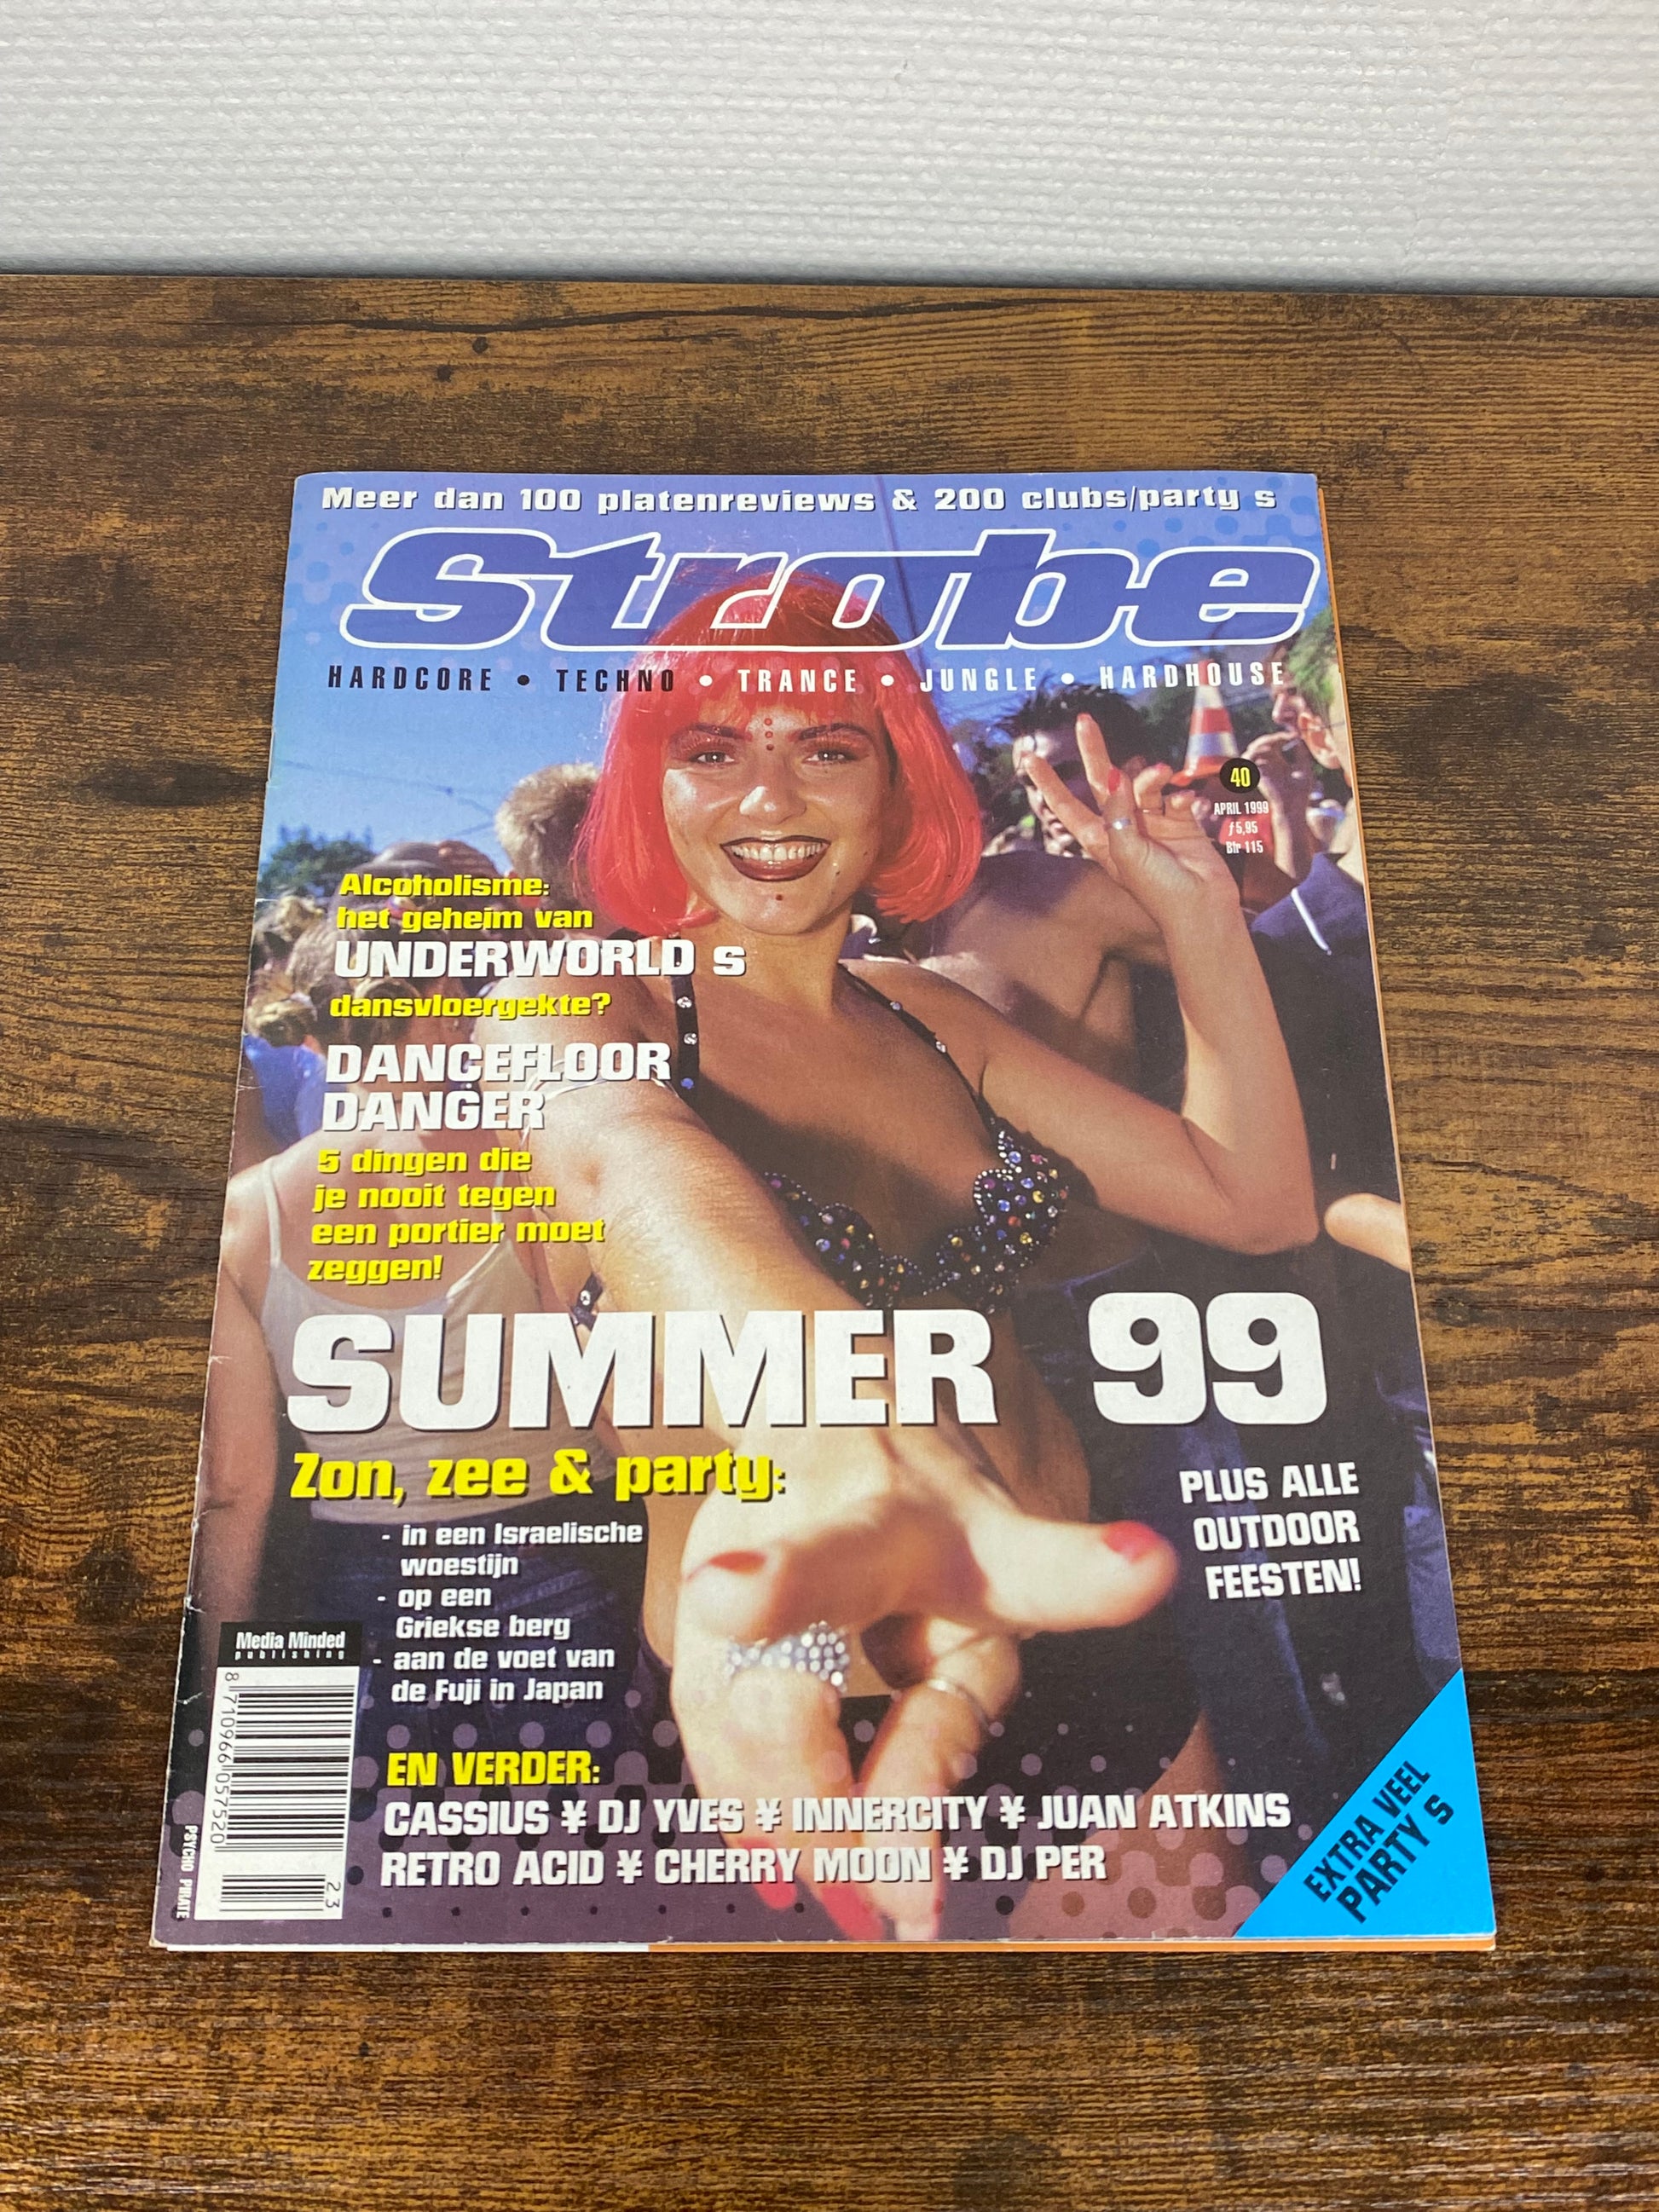 Meer dan 100 platenreviews & 200 clubs/party s
Strobe
HARDCORE • TECHNO • TRANCE • JUNGLE • HARDHOUSE
40
APRIL 1999
ƒ5,95
Bfr 115
Alcoholisme:
het geheim van
UNDERWORLD s
dansvloergekte?
DANCEFLOOR
DANGER
5 dingen die
je nooit tegen
een portier moet
zeggen!
SUMMER 99
Zon, zee & party:
- in een Israelische
woestijn
- op een
Griekse berg
- aan de voet van
de Fuji in Japan
PLUS ALLE
OUTDOOR
FEESTEN!
Media Minded
publishing
8 710966 057520
23
PSYCHO PIRATE
EN VERDER:
CASSIUS ¥ DJ YVES ¥ INNERCITY ¥ JUAN ATKINS
RETRO ACID ¥ CHERRY MOON ¥ DJ PER
EXTRA VEEL
PARTY S